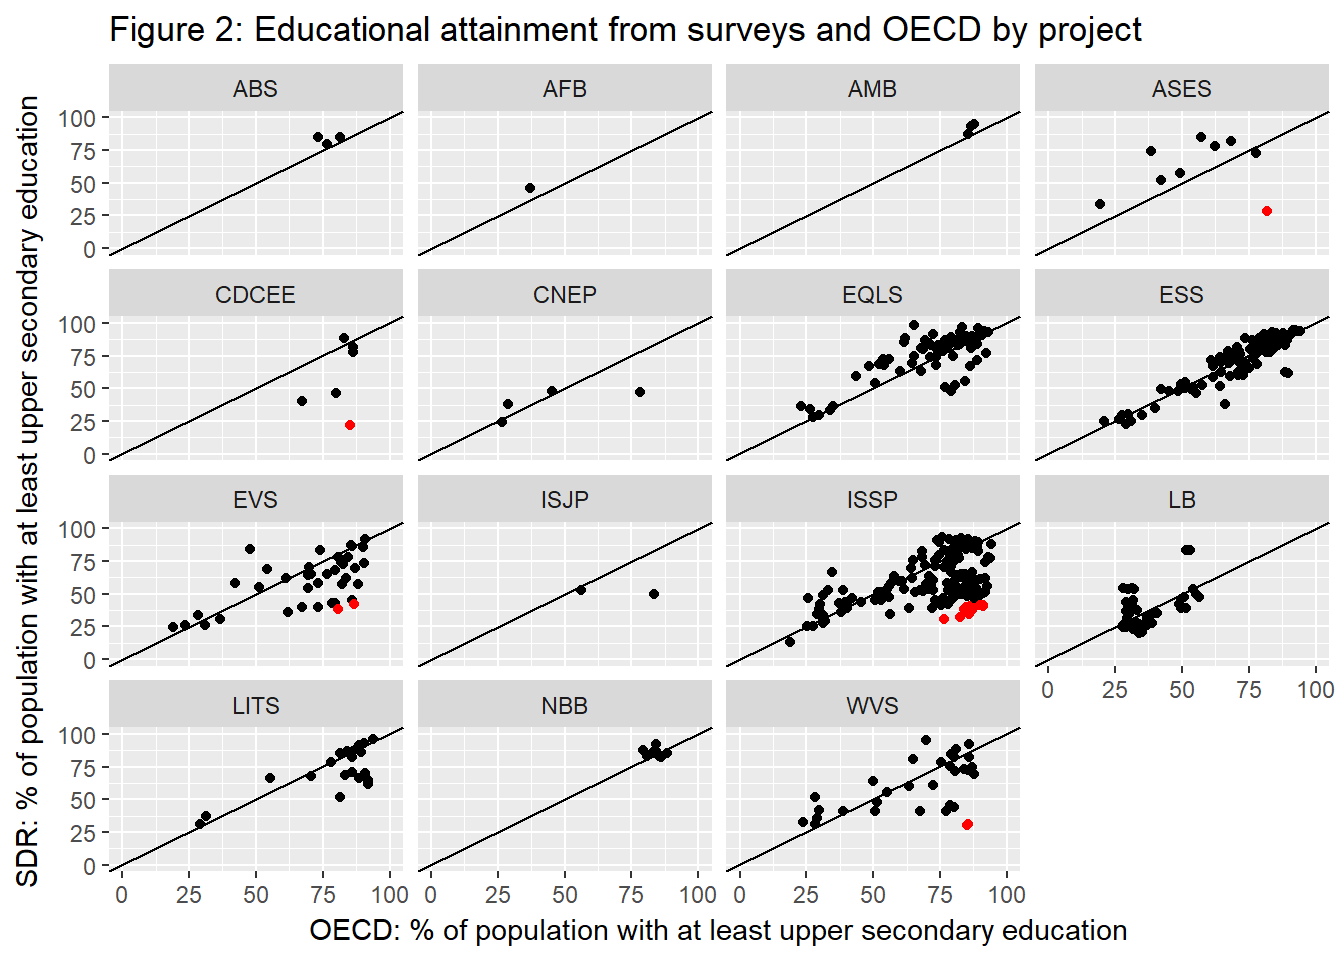 Figure 2: Educational attainment from surveys and OECD by project
SDR: % of population with at least upper secondary education
ABS
AFB
AMB
ASES
100
75
50
25
0
CDCEE
CNEP
EQLS
ESS
100
75
50
25
0
EVS
ISJP
ISSP
LB
100
75
50
25
0
0 25 50 75 100
LITS
NBB
WVS
100
75
50
25
0
0 25 50 75 100
0 25 50 75 100
0 25 50 75 100
OECD: % of population with at least upper secondary education